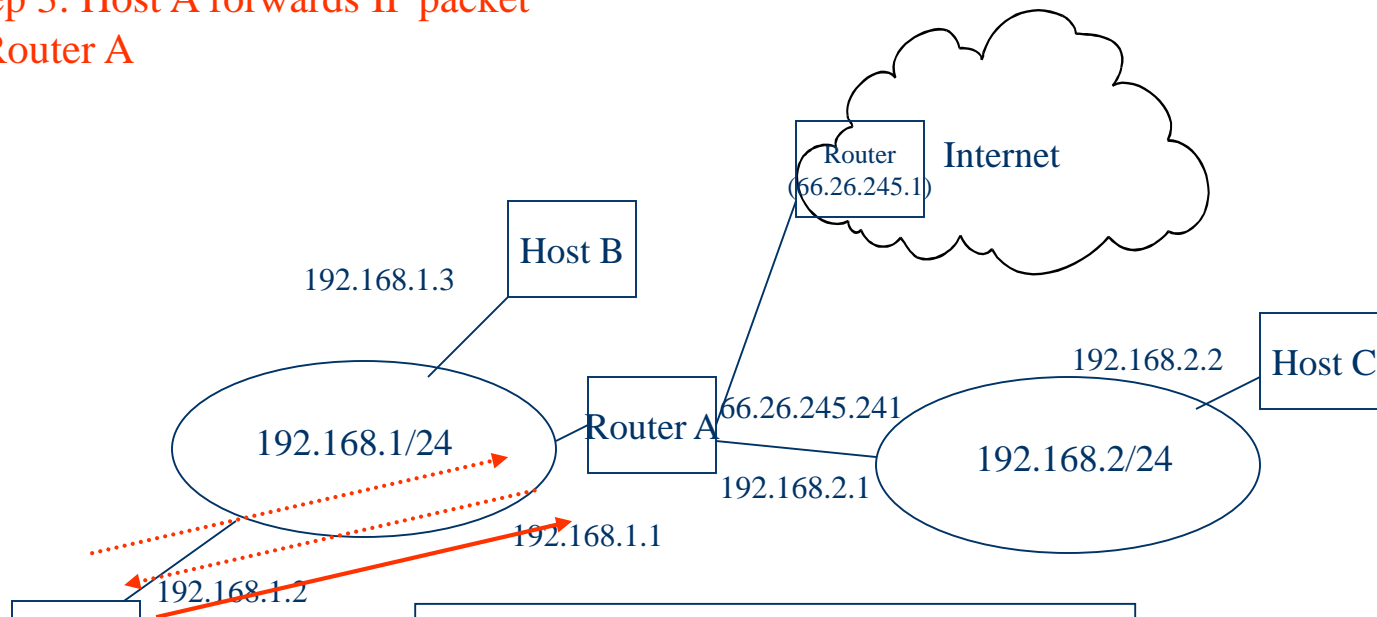 ep 3: Host A forwards IP packet
Router A
Router
(66.26.245.1)
Internet
Host B
192.168.1.3
192.168.2.2
Host C
66.26.245.241
Router A
192.168.1/24
192.168.2/24
192.168.2.1
192.168.1.1
192.168.1.2